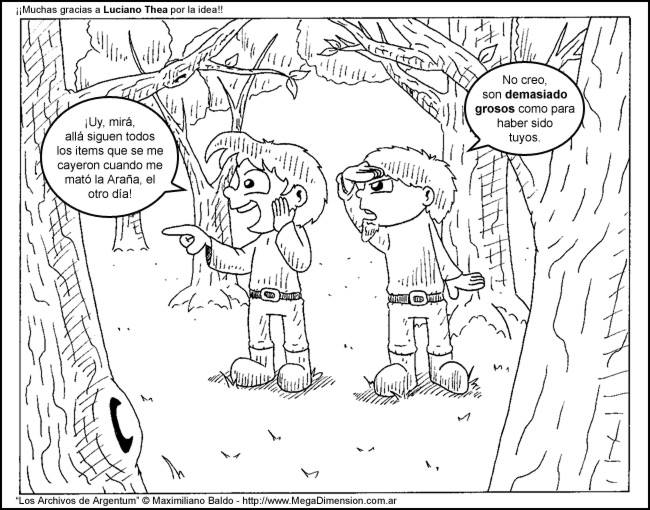 ¡¡Muchas gracias a Luciano Thea por la idea!!
¡Uy, mirá,
allá siguen todos
los items que se me
cayeron cuando me
mató la Araña, el
otro día!
No creo,
son demasiado
grosos como para
haber sido
tuyos.
"Los Archivos de Argentum" © Maximiliano Baldo - http://www.MegaDimension.com.ar